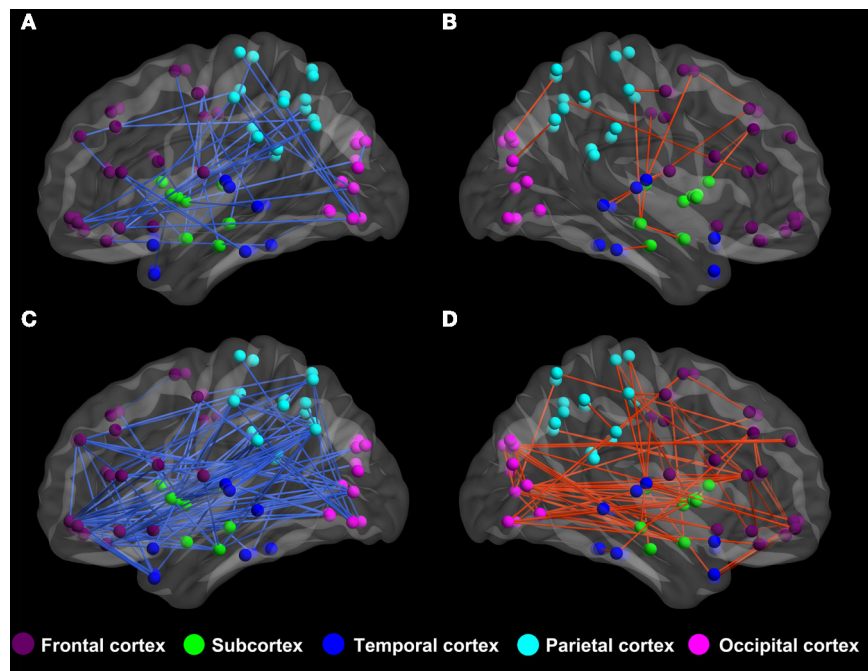 A
B
C
D
Frontal cortex
Subcortex
Temporal cortex
Parietal cortex
Occipital cortex